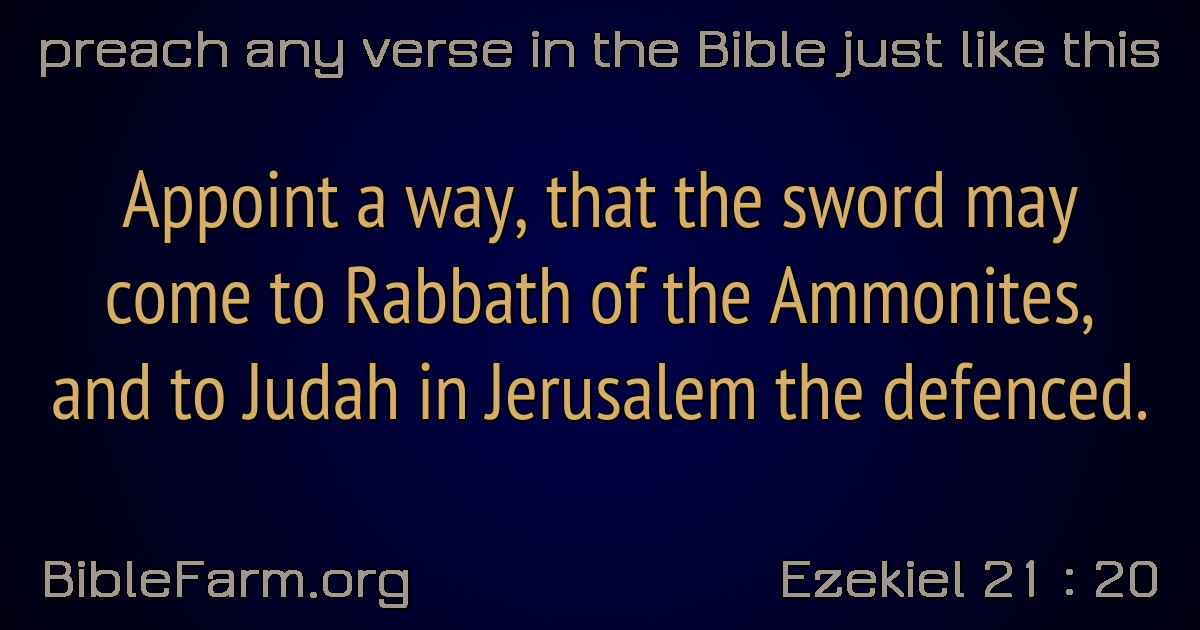 preach any verse in the Bible just like this
Appoint a way, that the sword may
come to Rabbath of the Ammonites,
and to Judah in Jerusalem the defenced.
BibleFarm.org
Ezekiel 21 : 20